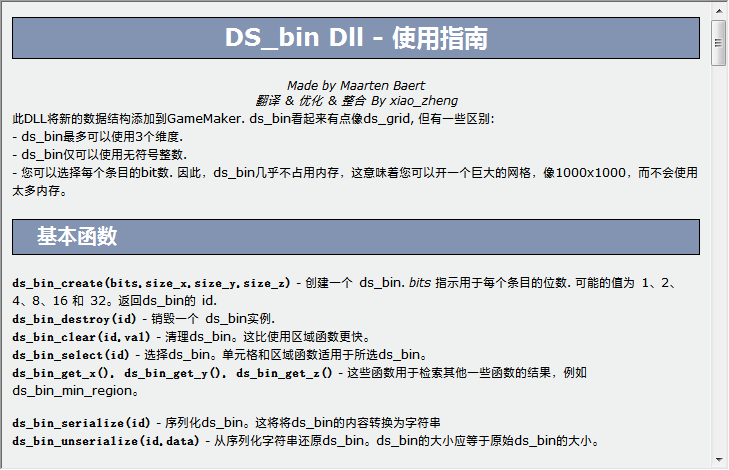 DS_bin Dll - 使用指南
Made by Maarten Baert
翻译 & 优化 & 整合 By xiao_zheng
此DLL将新的数据结构添加到GameMaker. ds_bin看起来有点像ds_grid, 但有一些区别:
- ds_bin最多可以使用3个维度.
- ds_bin仅可以使用无符号整数.
- 您可以选择每个条目的bit数. 因此，ds_bin几乎不占用内存，这意味着您可以开一个巨大的网格，像1000x1000，而不会使用
太多内存。
基本函数
ds_bin_create(bits,size_x,size_y,size_z) - 创建一个 ds_bin. bits 指示用于每个条目的位数. 可能的值为 1、2、
4、8、16 和 32。返回ds_bin的 id.
ds_bin_destroy(id) - 销毁一个 ds_bin实例.
ds_bin_clear(id,val) - 清理ds_bin。这比使用区域函数更快。
ds_bin_select(id) - 选择ds_bin。单元格和区域函数适用于所选ds_bin。
ds_bin_get_x(), ds_bin_get_y(), ds_bin_get_z() - 这些函数用于检索其他一些函数的结果，例如
ds_bin_min_region。
ds_bin_serialize(id) - 序列化ds_bin。这将将ds_bin的内容转换为字符串
ds_bin_unserialize(id,data) - 从序列化字符串还原ds_bin。ds_bin的大小应等于原始ds_bin的大小。